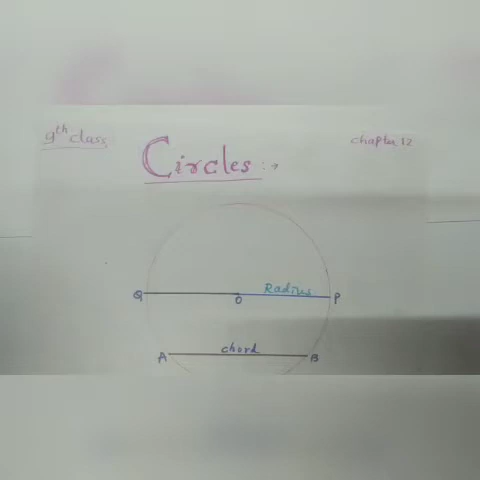 9th class
Circles :→
chapter 12
Radius
Q O P
chord
A B